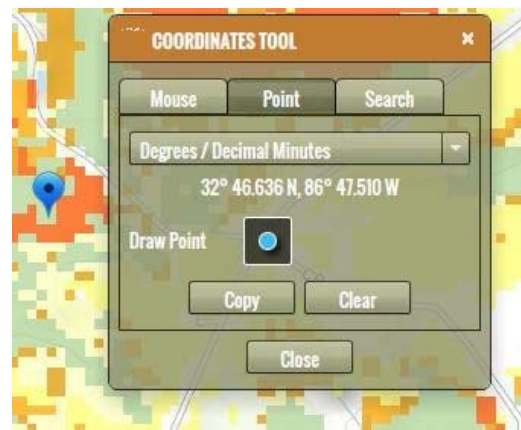 COORDINATES TOOL ×
Mouse Point Search
Degrees / Decimal Minutes
32° 46.636 N, 86° 47.510 W
Draw Point
Copy Clear
Close